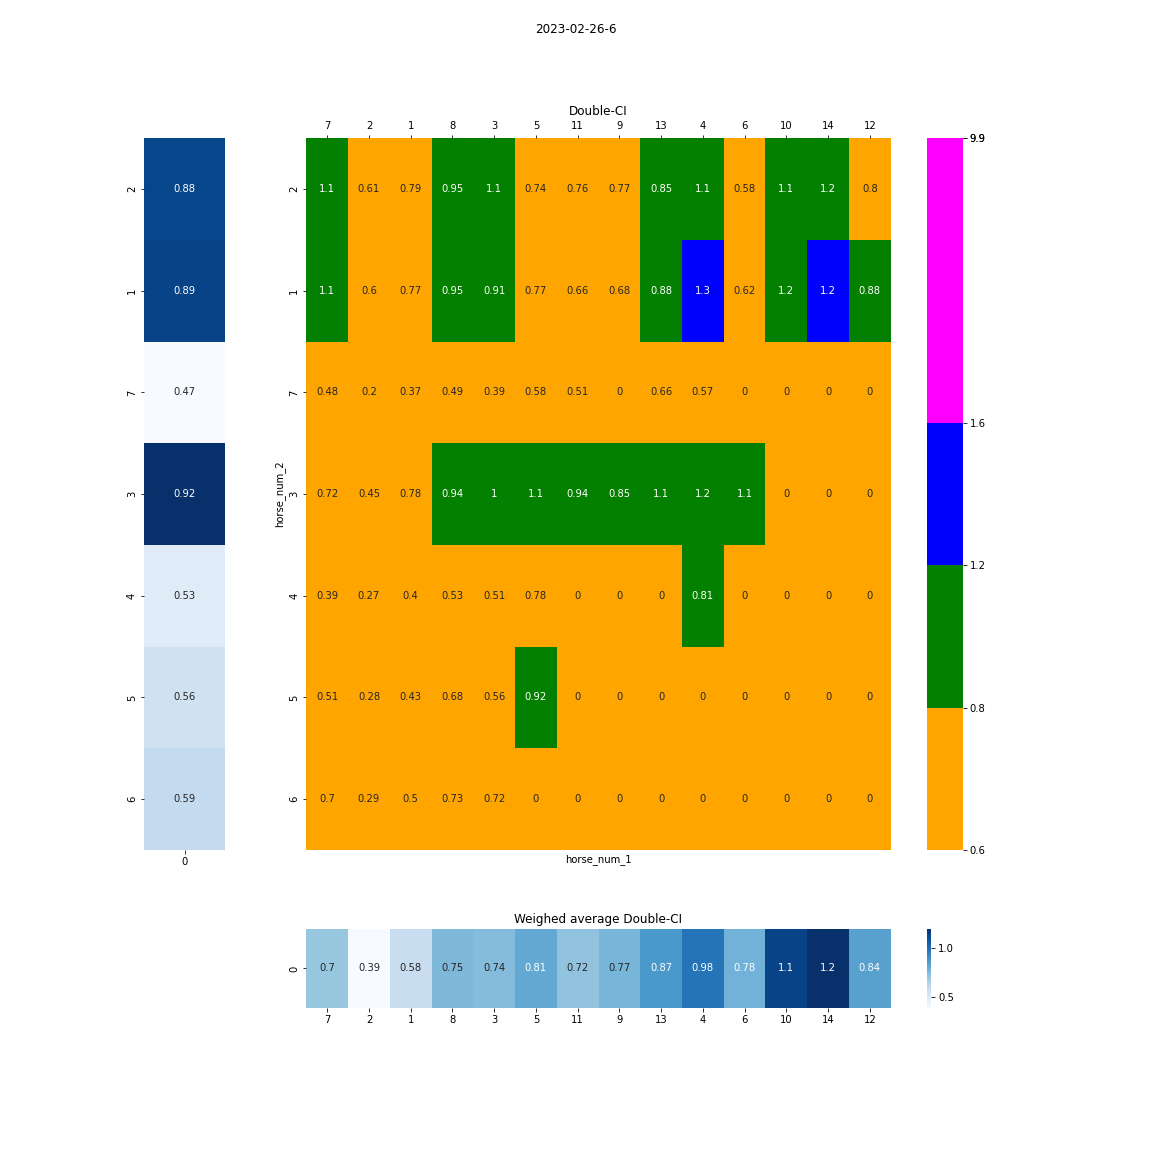 2023-02-26-6
Double-CI
7 2 1 8 3 5 11 9 13 4 6 10 14 12
2 0.88 2 1.1 0.61 0.79 0.95 1.1 0.74 0.76 0.77 0.85 1.1 0.58 1.1 1.2 0.8
1 0.89 1 1.1 0.6 0.77 0.95 0.91 0.77 0.66 0.68 0.88 1.3 0.62 1.2 1.2 0.88
7 0.47 7 0.48 0.2 0.37 0.49 0.39 0.58 0.51 0 0.66 0.57 0 0 0 0
horse_num_2
3 0.92 3 0.72 0.45 0.78 0.94 1 1.1 0.94 0.85 1.1 1.2 1.1 0 0 0
4 0.53 4 0.39 0.27 0.4 0.53 0.51 0.78 0 0 0 0.81 0 0 0 0
5 0.56 5 0.51 0.28 0.43 0.68 0.56 0.92 0 0 0 0 0 0 0 0
6 0.59 6 0.7 0.29 0.5 0.73 0.72 0 0 0 0 0 0 0 0 0
0
horse_num_1
9.9
1.6
1.2
0.8
0.6
Weighed average Double-CI
0 0.7 0.39 0.58 0.75 0.74 0.81 0.72 0.77 0.87 0.98 0.78 1.1 1.2 0.84
7 2 1 8 3 5 11 9 13 4 6 10 14 12
1.0
0.5